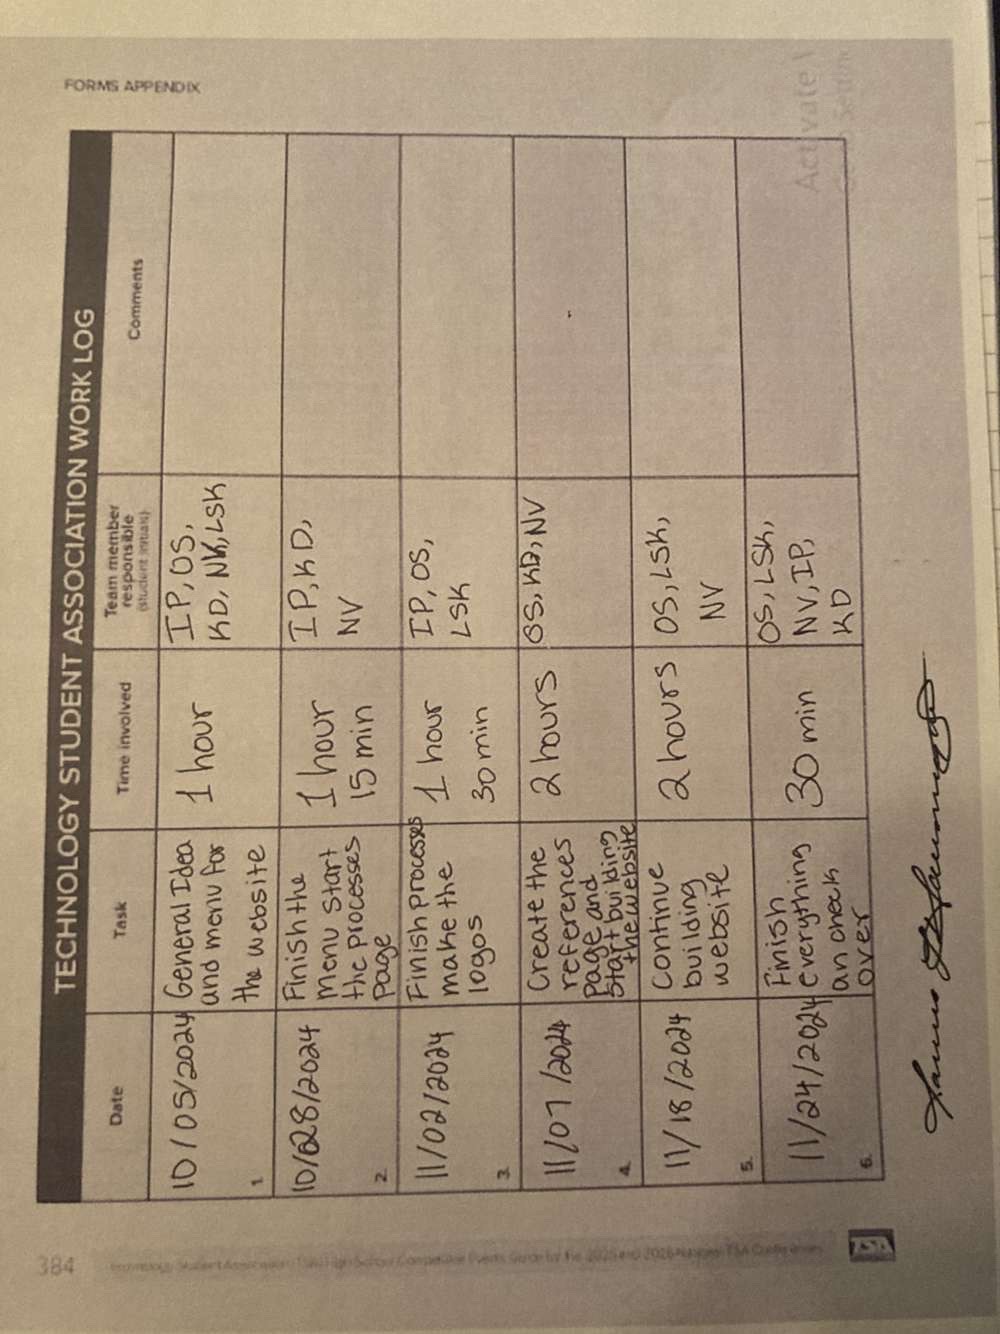 FORMS APPENDIX
TECHNOLOGY STUDENT ASSOCIATION WORK LOG
Date
Task
Time involved
Team member
responsible
(student initials)
Comments
1.
10/05/2024
General Idea
and menu for
the website
1 hour
IP, OS,
KD, NV, LSK
2.
10/28/2024
Finish the
menu start
the processes
page
1 hour
15 min
IP, KD,
NV
3.
11/02/2024
Finish processes
make the
logos
1 hour
30 min
IP, OS,
LSK
4.
11/07/2024
Create the
references
page and
start building
the website
2 hours
OS, KD, NV
5.
11/18/2024
continue
building
website
2 hours
OS, LSK,
NV
6.
11/24/2024
Finish
everything
an check
over
30 min
OS, LSK,
NV, IP,
KD
384
Technology Student Association TSA High School Competitive Events Guide for the 2025 and 2026 National TSA Conferences
TSA